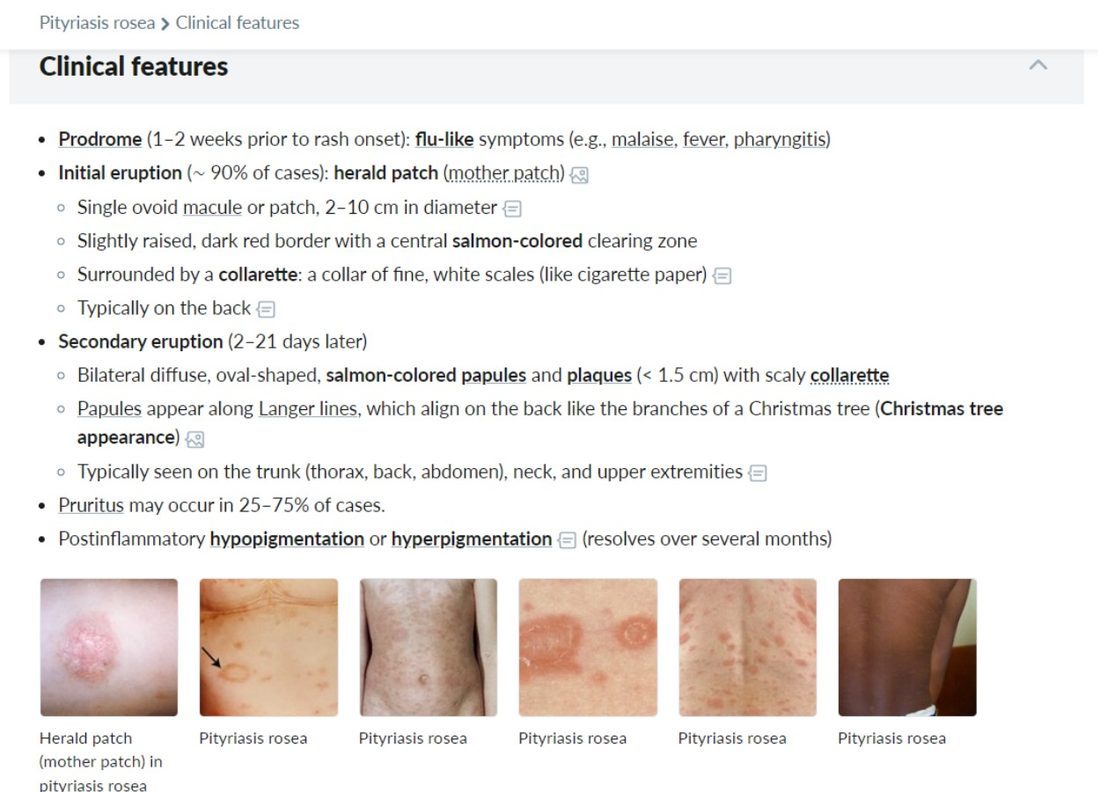 Pityriasis rosea > Clinical features
Clinical features
• Prodrome (1–2 weeks prior to rash onset): flu-like symptoms (e.g., malaise, fever, pharyngitis)
• Initial eruption (~ 90% of cases): herald patch (mother patch)
◦ Single ovoid macule or patch, 2–10 cm in diameter
◦ Slightly raised, dark red border with a central salmon-colored clearing zone
◦ Surrounded by a collarette: a collar of fine, white scales (like cigarette paper)
◦ Typically on the back
• Secondary eruption (2–21 days later)
◦ Bilateral diffuse, oval-shaped, salmon-colored papules and plaques (< 1.5 cm) with scaly collarette
◦ Papules appear along Langer lines, which align on the back like the branches of a Christmas tree (Christmas tree
appearance)
◦ Typically seen on the trunk (thorax, back, abdomen), neck, and upper extremities
• Pruritus may occur in 25–75% of cases.
• Postinflammatory hypopigmentation or hyperpigmentation (resolves over several months)
Herald patch
(mother patch) in
pityriasis rosea
Pityriasis rosea
Pityriasis rosea
Pityriasis rosea
Pityriasis rosea
Pityriasis rosea